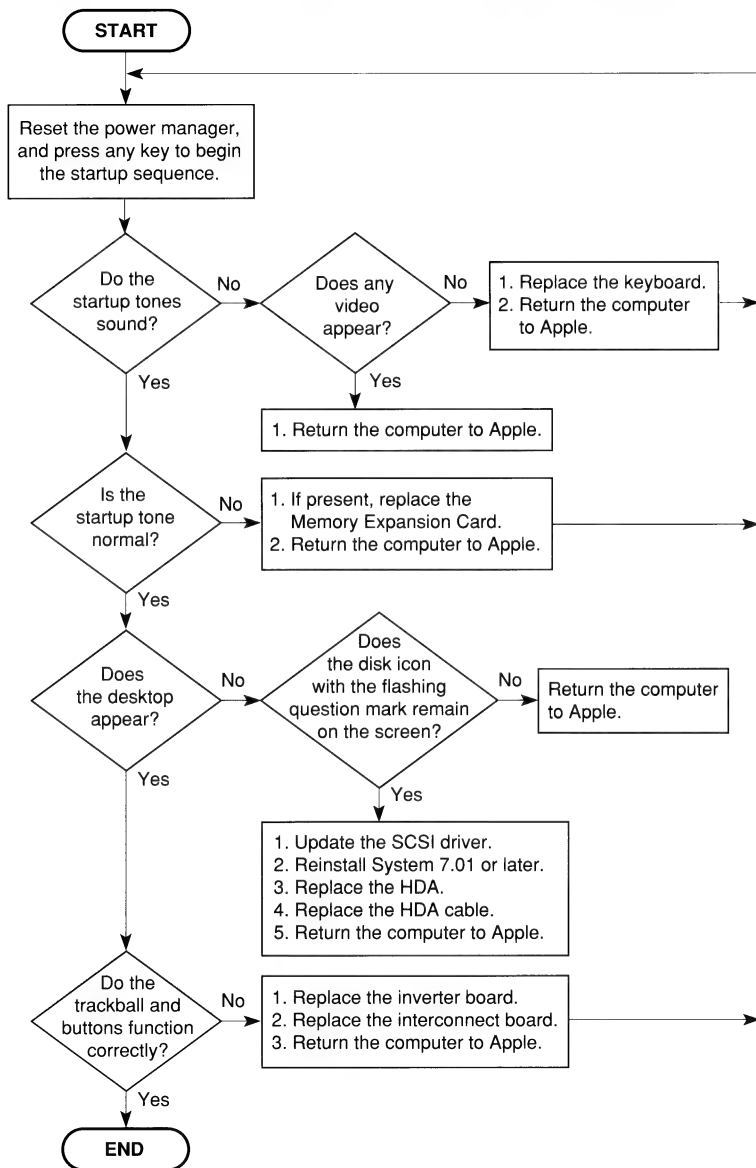 START
Reset the power manager,
and press any key to begin
the startup sequence.
Do the
startup tones
sound?
No
Does any
video
appear?
No
1. Replace the keyboard.
2. Return the computer
to Apple.
Yes
Yes
1. Return the computer to Apple.
Is the
startup tone
normal?
No
1. If present, replace the
Memory Expansion Card.
2. Return the computer to Apple.
Yes
Does
the desktop
appear?
No
Does
the disk icon
with the flashing
question mark remain
on the screen?
No
Return the computer
to Apple.
Yes
Yes
1. Update the SCSI driver.
2. Reinstall System 7.01 or later.
3. Replace the HDA.
4. Replace the HDA cable.
5. Return the computer to Apple.
Do the
trackball and
buttons function
correctly?
No
1. Replace the inverter board.
2. Replace the interconnect board.
3. Return the computer to Apple.
Yes
END